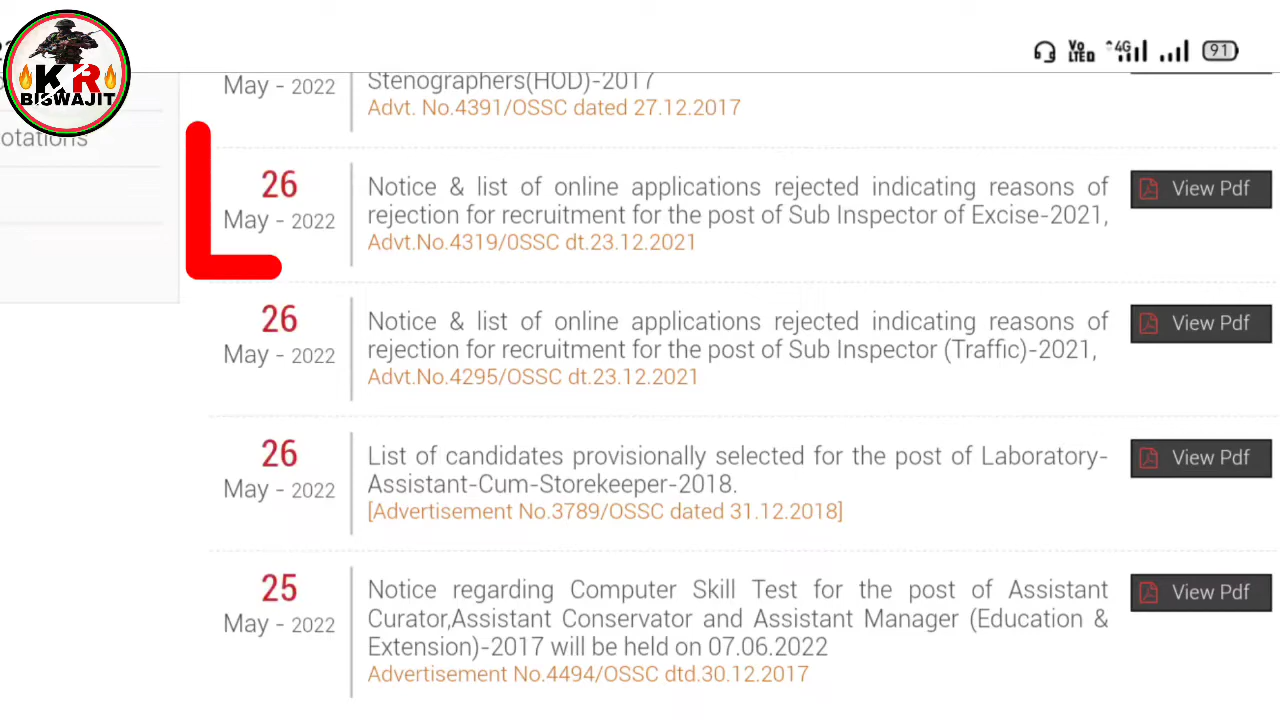 91
Stenographers(HOD)-2017
May - 2022
Advt. No.4391/OSSC dated 27.12.2017
KR
BISWAJIT
otations
26
May - 2022
Notice & list of online applications rejected indicating reasons of
rejection for recruitment for the post of Sub Inspector of Excise-2021,
Advt.No.4319/0SSC dt.23.12.2021
View Pdf
26
May - 2022
Notice & list of online applications rejected indicating reasons of
rejection for recruitment for the post of Sub Inspector (Traffic)-2021,
Advt.No.4295/OSSC dt.23.12.2021
View Pdf
26
May - 2022
List of candidates provisionally selected for the post of Laboratory-
Assistant-Cum-Storekeeper-2018.
[Advertisement No.3789/OSSC dated 31.12.2018]
View Pdf
25
May - 2022
Notice regarding Computer Skill Test for the post of Assistant
Curator,Assistant Conservator and Assistant Manager (Education &
Extension)-2017 will be held on 07.06.2022
Advertisement No.4494/OSSC dtd.30.12.2017
View Pdf